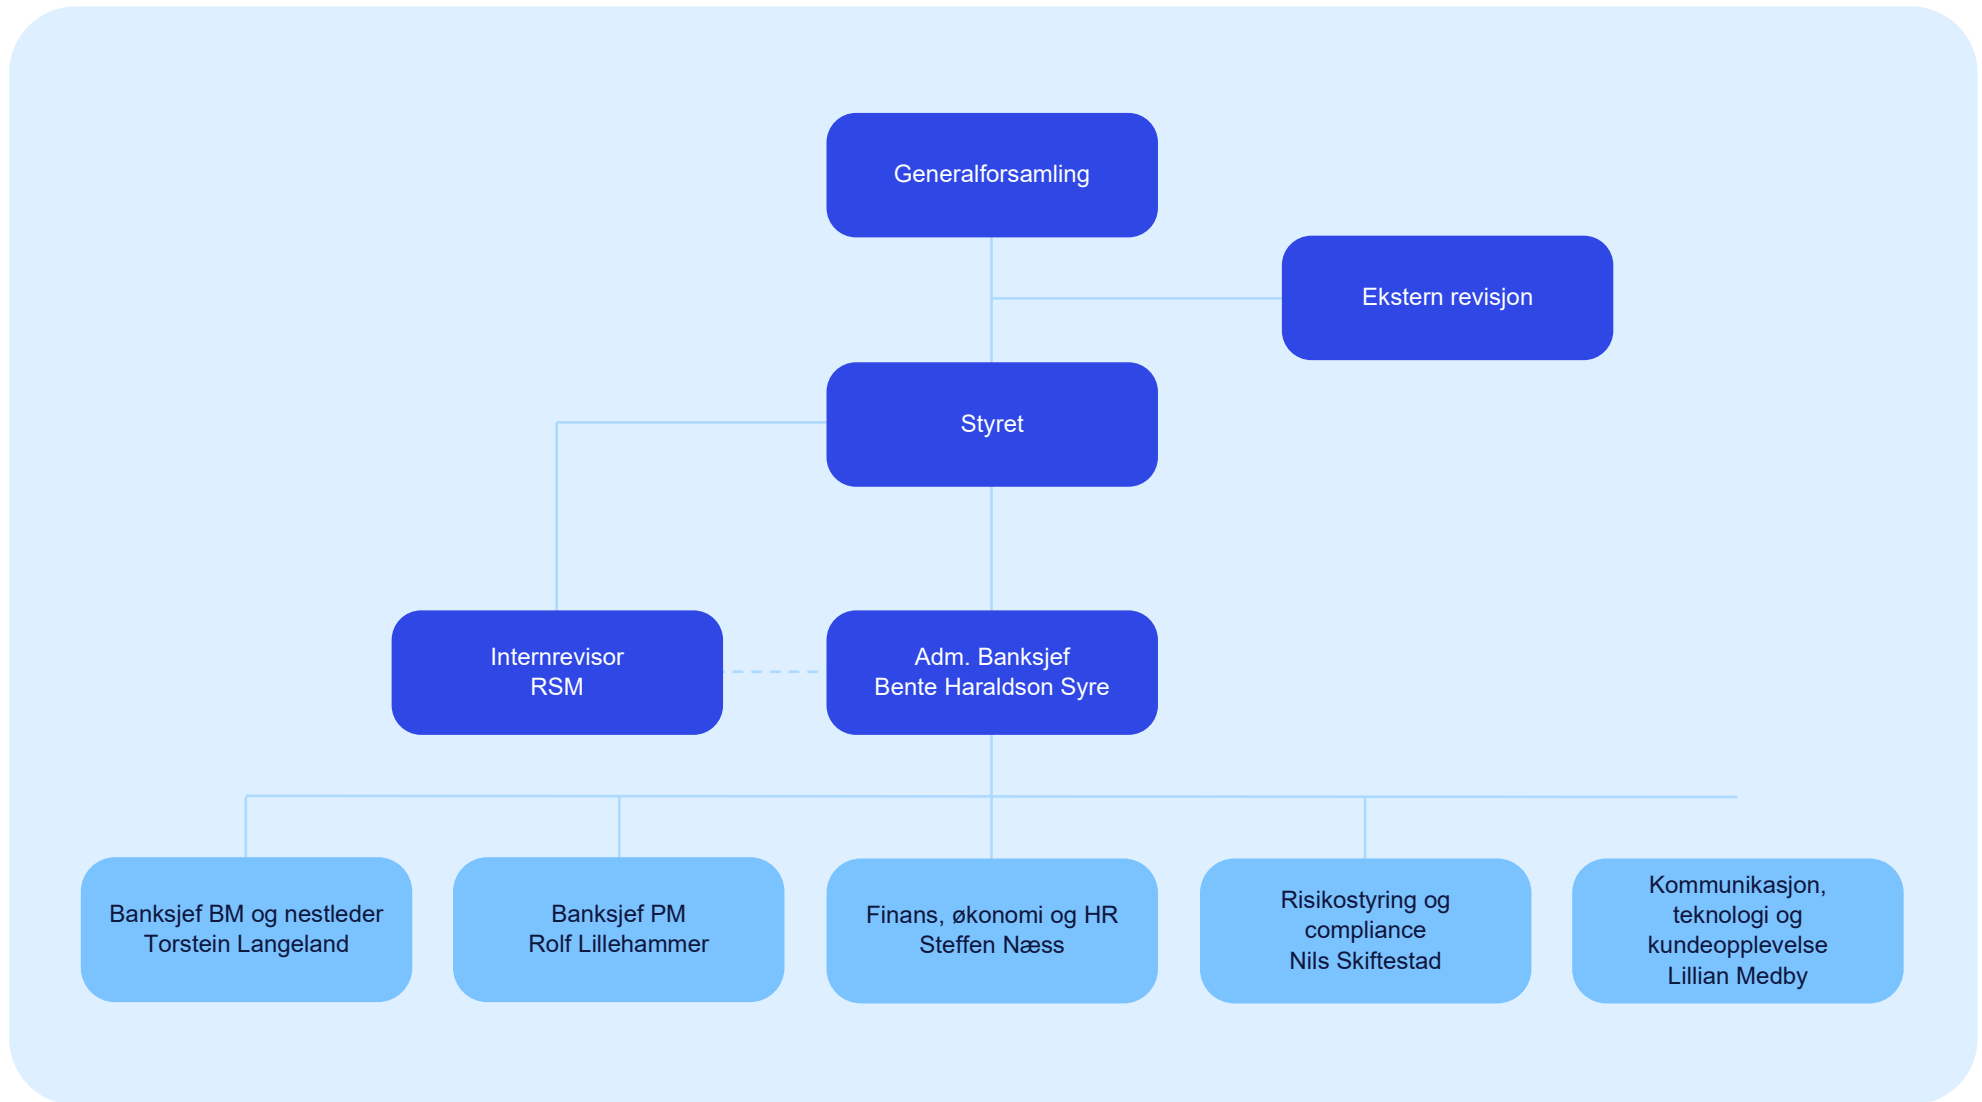 Generalforsamling
Ekstern revisjon
Styret
Internrevisor
RSM
Adm. Banksjef
Bente Haraldson Syre
Banksjef BM og nestleder
Torstein Langeland
Banksjef PM
Rolf Lillehammer
Finans, økonomi og HR
Steffen Næss
Risikostyring og
compliance
Nils Skiftestad
Kommunikasjon,
teknologi og
kundeopplevelse
Lillian Medby